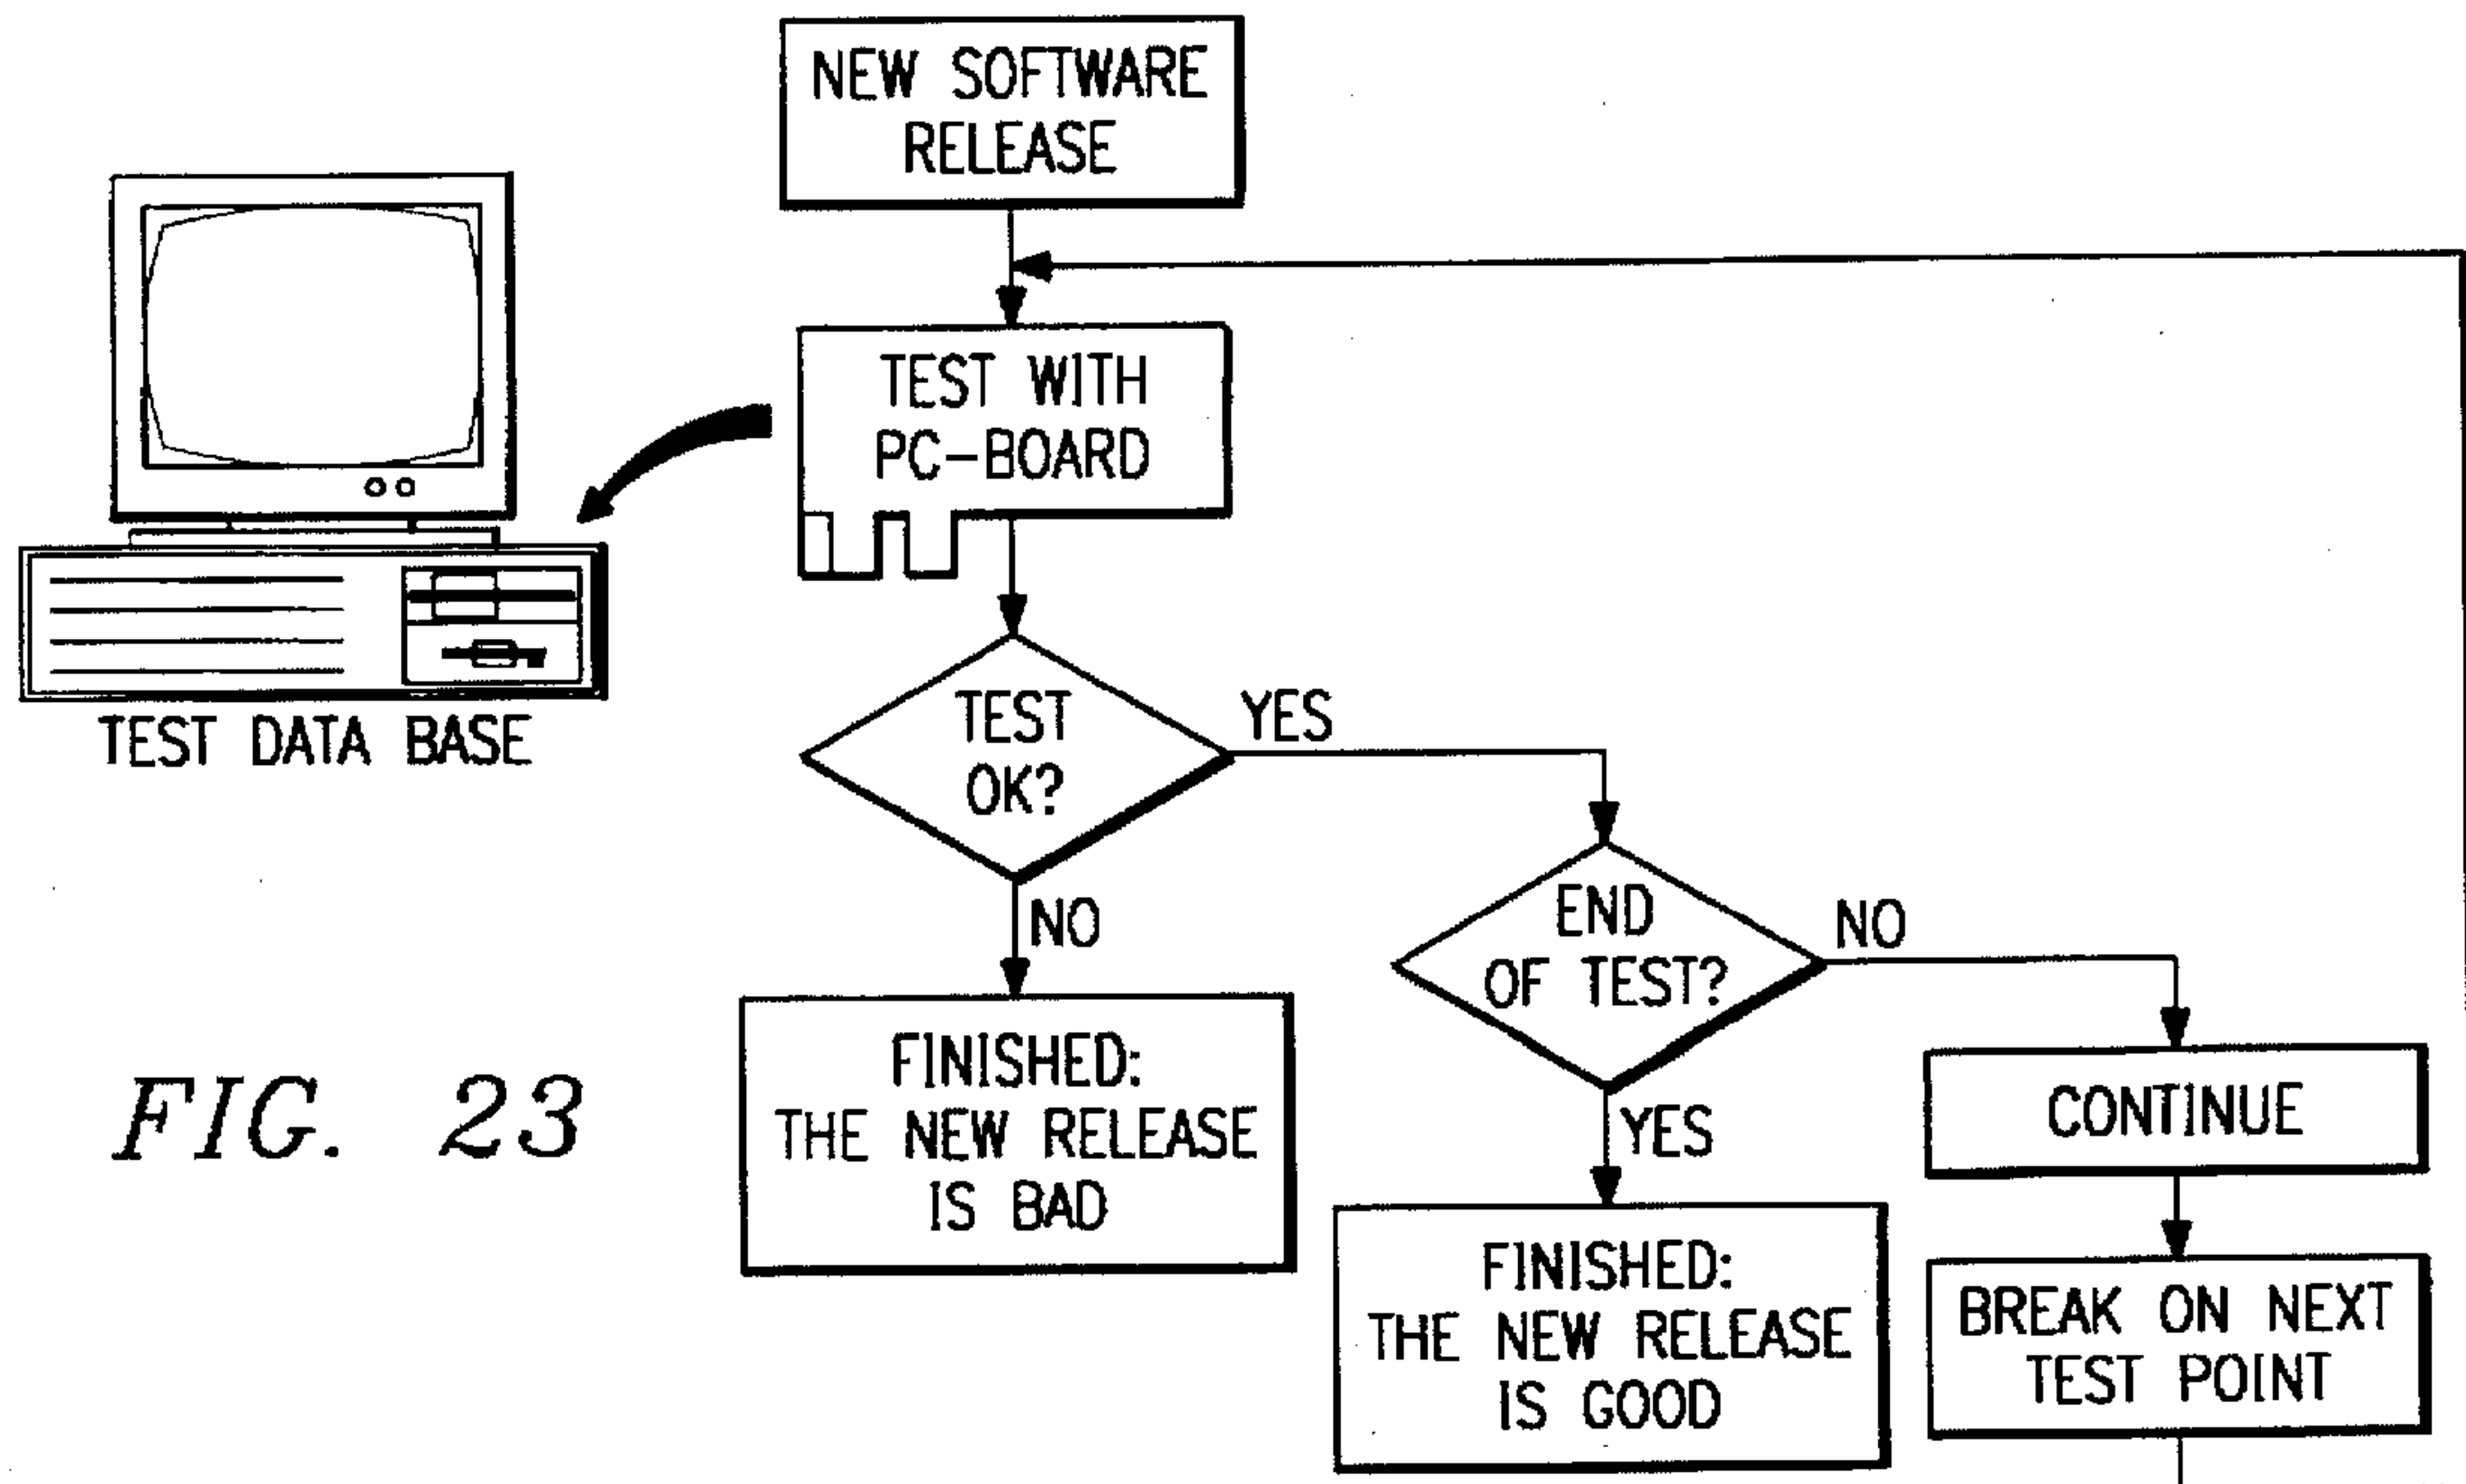 NEW SOFTWARE
RELEASE
TEST WITH
PC-BOARD
TEST DATA BASE
TEST
OK?
YES
NO
END
OF TEST?
NO
YES
FINISHED:
THE NEW RELEASE
IS BAD
CONTINUE
FINISHED:
THE NEW RELEASE
IS GOOD
BREAK ON NEXT
TEST POINT
FIG. 23